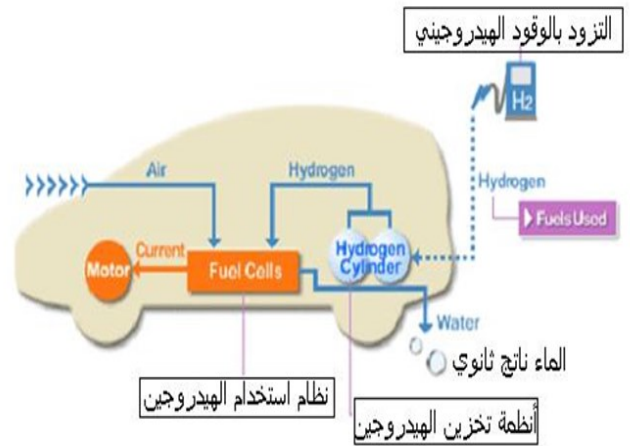 التزود بالوقود الهيدروجيني
H2
Air
Hydrogen
Hydrogen
Fuels Used
Current
Motor
Fuel Cells
Hydrogen
Cylinder
Water
الماء ناتج ثانوي
نظام استخدام الهيدروجين
أنظمة تخزين الهيدروجين